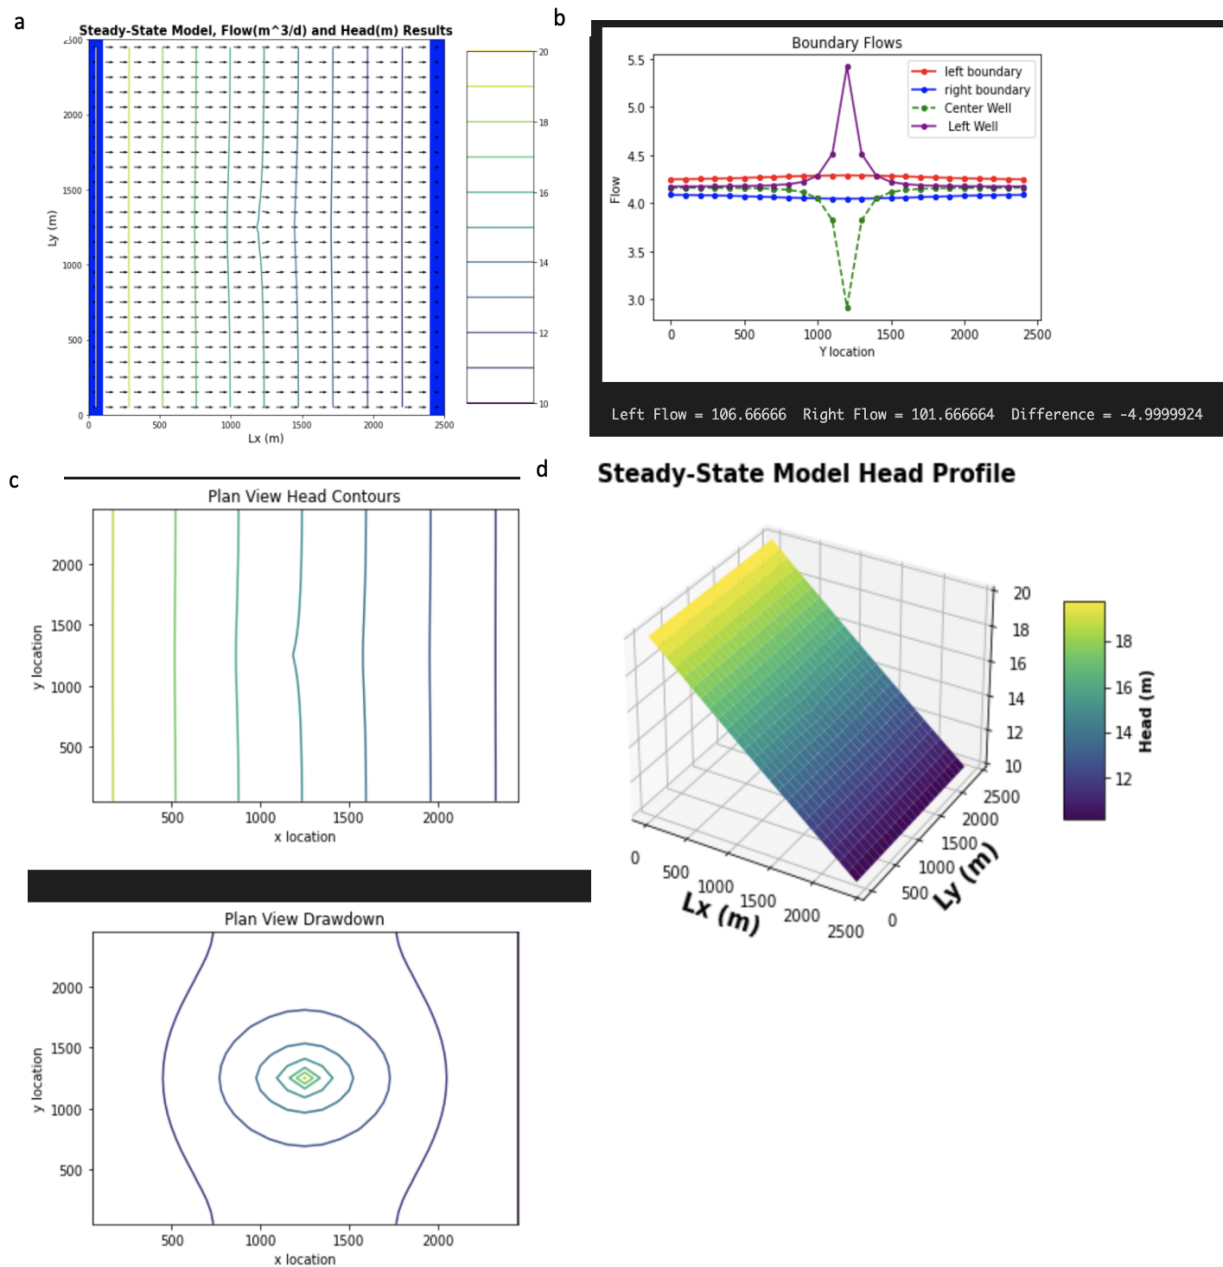 a
Steady-State Model, Flow(m^3/d) and Head(m) Results
2000
1500
1000
500
0
Ly (m)
0 500 1000 1500 2000 2500
Lx (m)
20
18
16
14
12
10
b
Boundary Flows
5.5
5.0
4.5
4.0
3.5
3.0
Flow
left boundary
right boundary
Center Well
Left Well
0 500 1000 1500 2000 2500
Y location
Left Flow = 106.66666 Right Flow = 101.666664 Difference = -4.9999924
c
Plan View Head Contours
2000
1500
1000
500
y location
500 1000 1500 2000
x location
Plan View Drawdown
2000
1500
1000
500
y location
500 1000 1500 2000
x location
d
Steady-State Model Head Profile
20
18
16
14
12
10
0 500 1000 1500 2000 2500
Lx (m)
0 500 1000 1500 2000 2500
Ly (m)
18
16
14
12
Head (m)